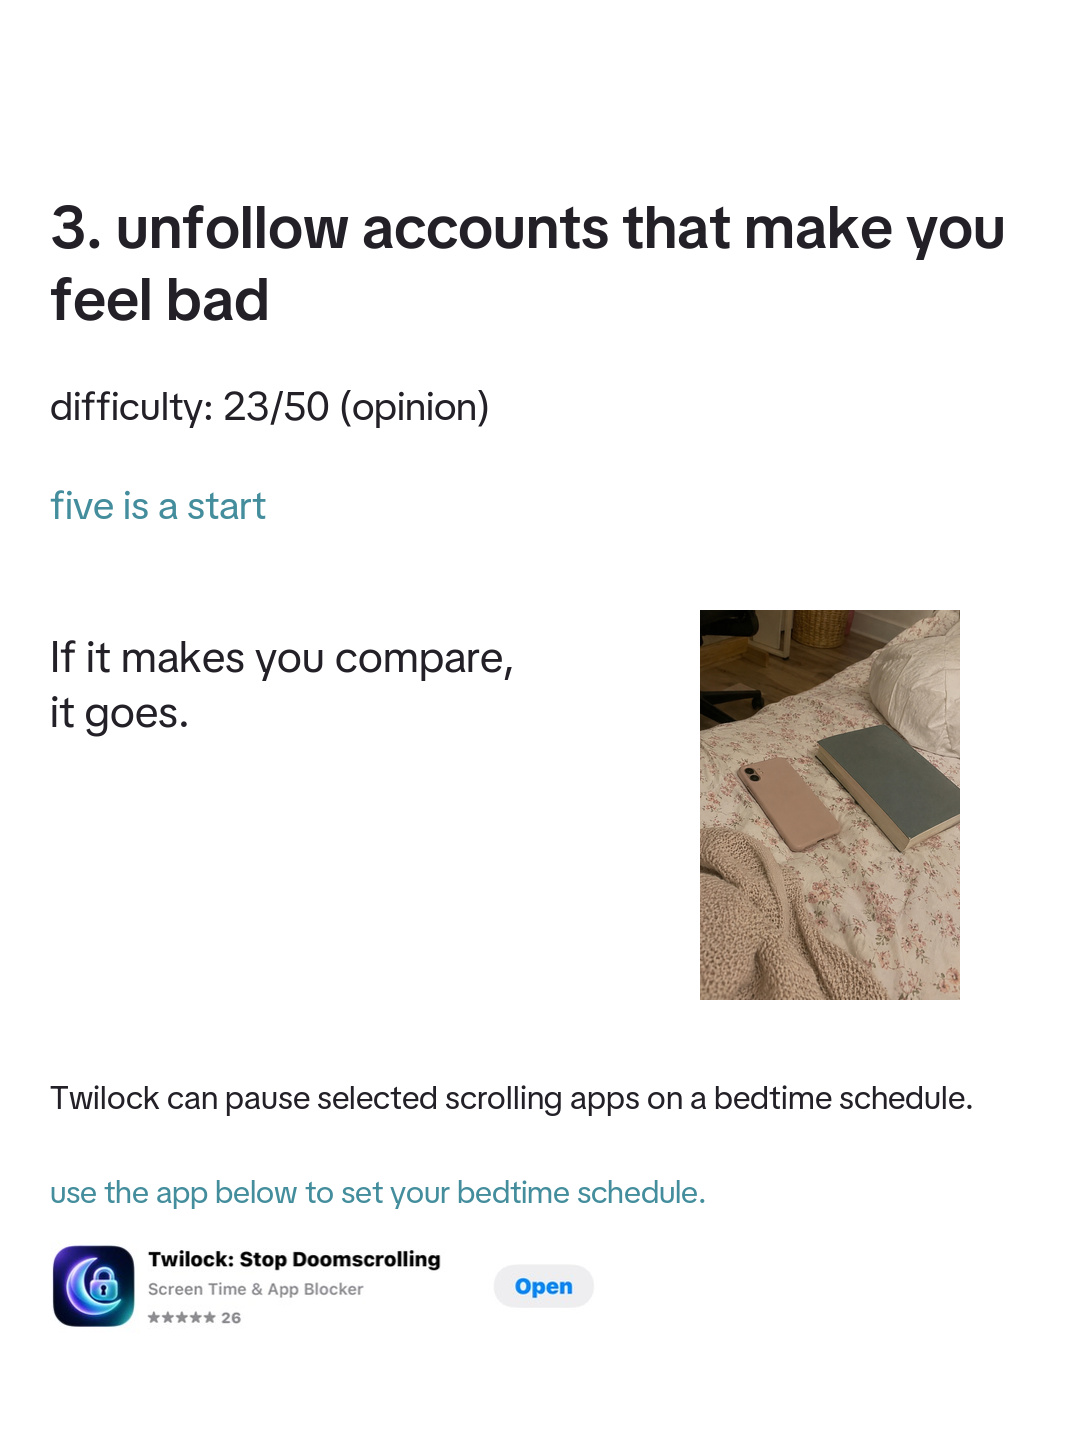 3. unfollow accounts that make you
feel bad
difficulty: 23/50 (opinion)
five is a start
If it makes you compare,
it goes.
Twilock can pause selected scrolling apps on a bedtime schedule.
use the app below to set your bedtime schedule.
Twilock: Stop Doomscrolling
Screen Time & App Blocker
Open
★★★★★ 26